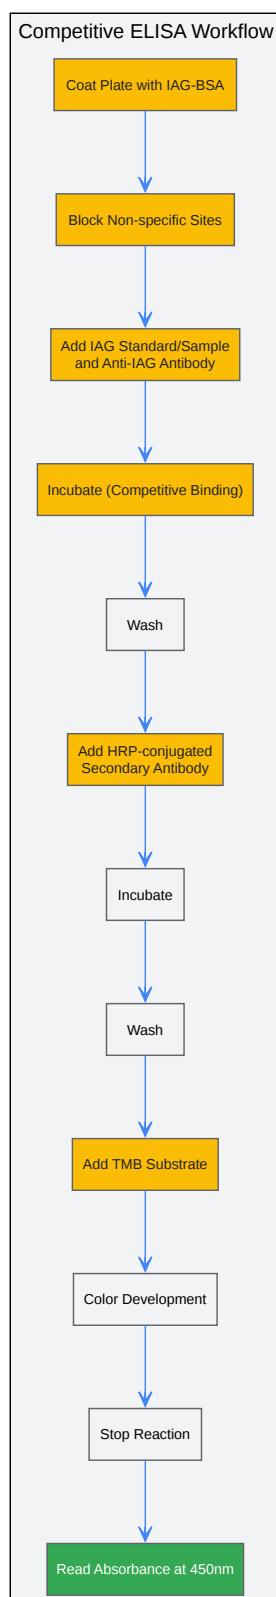 Competitive ELISA Workflow
Coat Plate with IAG-BSA
Block Non-specific Sites
Add IAG Standard/Sample
and Anti-IAG Antibody
Incubate (Competitive Binding)
Wash
Add HRP-conjugated
Secondary Antibody
Incubate
Wash
Add TMB Substrate
Color Development
Stop Reaction
Read Absorbance at 450nm